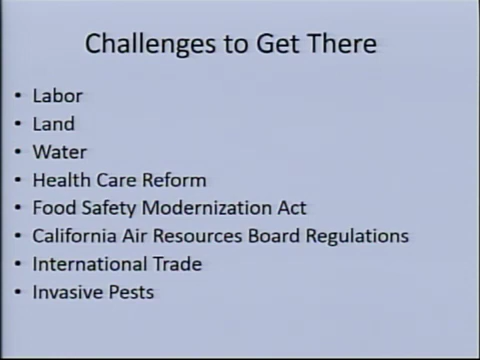 Challenges to Get There
• Labor
• Land
• Water
• Health Care Reform
• Food Safety Modernization Act
• California Air Resources Board Regulations
• International Trade
• Invasive Pests